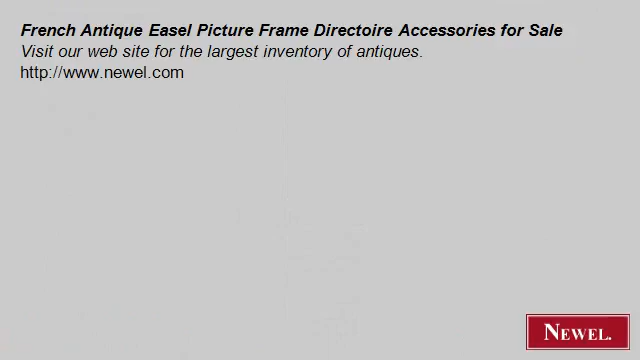 French Antique Easel Picture Frame Directoire Accessories for Sale
Visit our web site for the largest inventory of antiques.
http://www.newel.com
NEWEL.